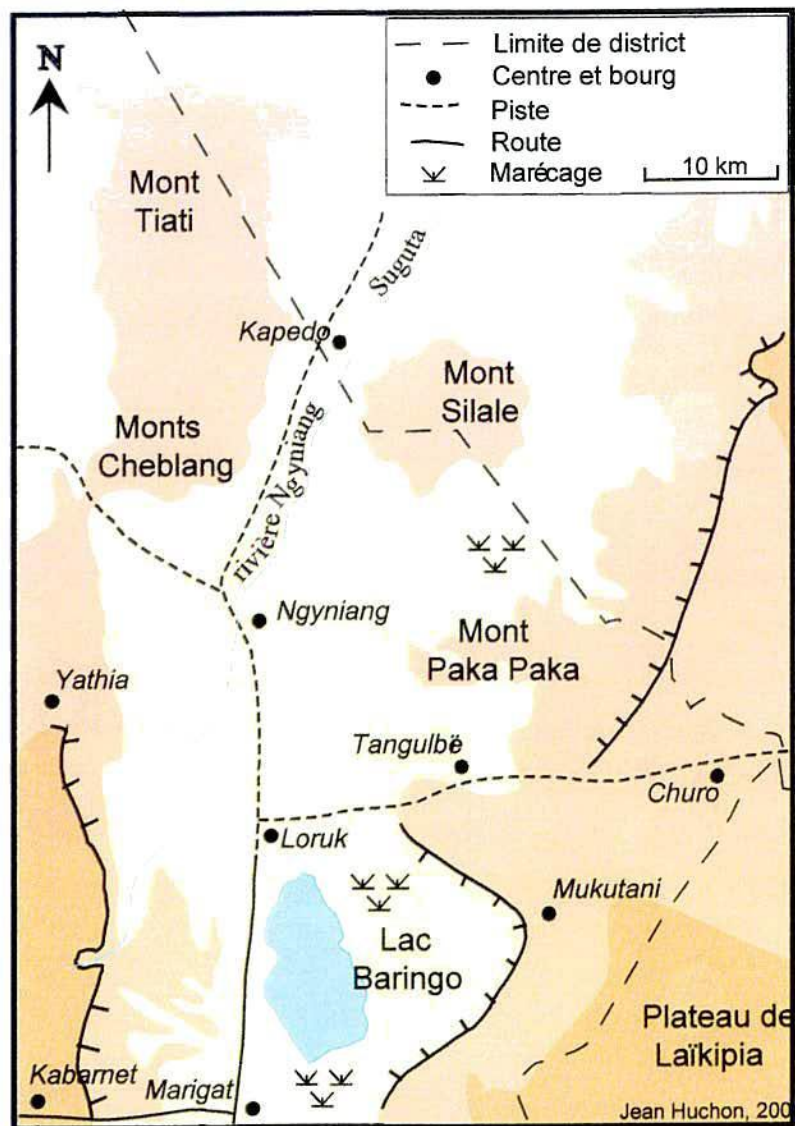 N
Limite de district
Centre et bourg
Piste
Route
Marécage
10 km
Mont
Tiati
Suguta
Kapedo
Mont
Silale
Monts
Cheblang
rivière Ngyniang
Ngyniang
Mont
Paka Paka
Yathia
Tangulbë
Churo
Loruk
Mukutani
Lac
Baringo
Plateau de
Laïkipia
Kabarnet
Marigat
Jean Huchon, 200